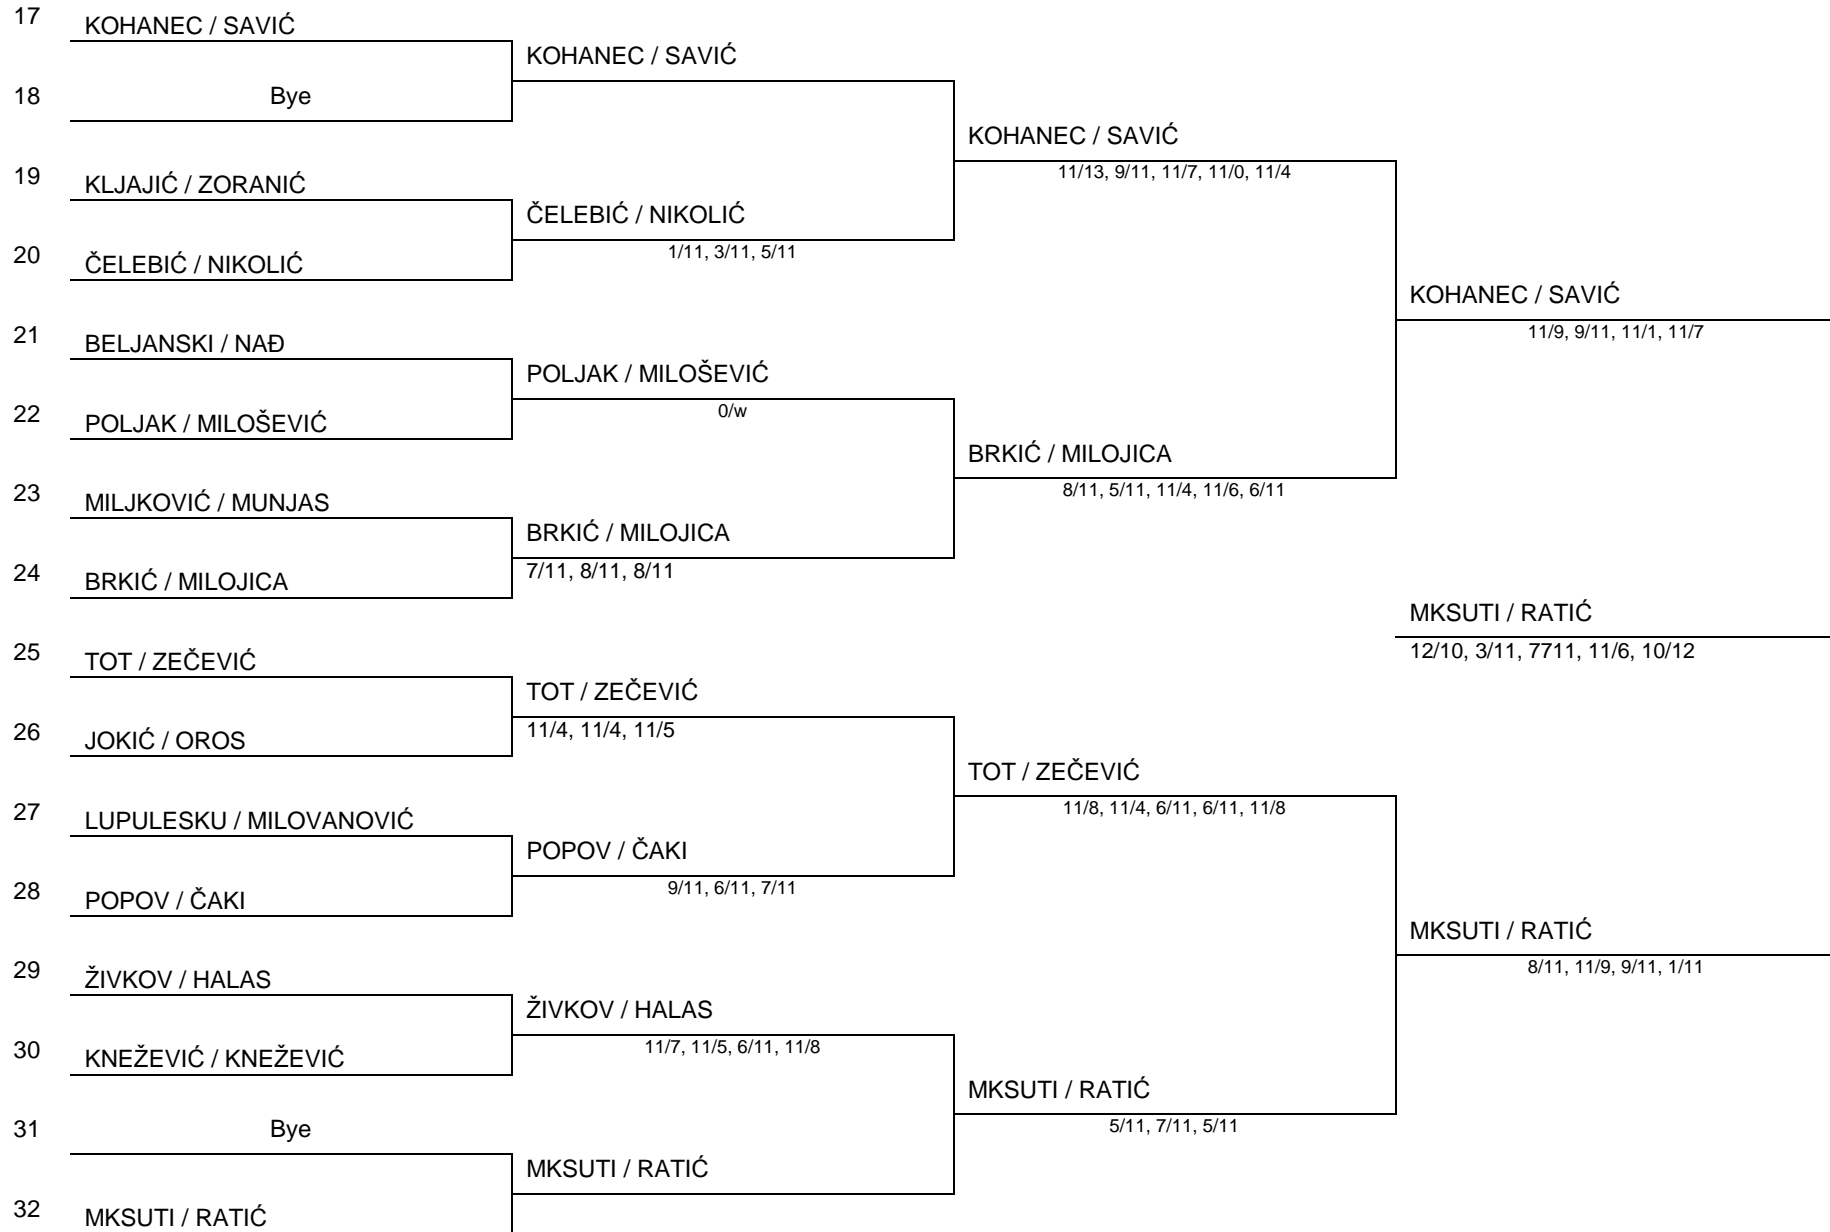 17
KOHANEC / SAVIĆ
KOHANEC / SAVIĆ
18
Bye
KOHANEC / SAVIĆ
11/13, 9/11, 11/7, 11/0, 11/4
19
KLJAJIĆ / ZORANIĆ
ČELEBIĆ / NIKOLIĆ
1/11, 3/11, 5/11
20
ČELEBIĆ / NIKOLIĆ
KOHANEC / SAVIĆ
11/9, 9/11, 11/1, 11/7
21
BELJANSKI / NAĐ
POLJAK / MILOŠEVIĆ
0/w
22
POLJAK / MILOŠEVIĆ
BRKIĆ / MILOJICA
8/11, 5/11, 11/4, 11/6, 6/11
23
MILJKOVIĆ / MUNJAS
BRKIĆ / MILOJICA
7/11, 8/11, 8/11
24
BRKIĆ / MILOJICA
MKSUTI / RATIĆ
12/10, 3/11, 7711, 11/6, 10/12
25
TOT / ZEČEVIĆ
TOT / ZEČEVIĆ
11/4, 11/4, 11/5
26
JOKIĆ / OROS
TOT / ZEČEVIĆ
11/8, 11/4, 6/11, 6/11, 11/8
27
LUPULESKU / MILOVANOVIĆ
POPOV / ČAKI
9/11, 6/11, 7/11
28
POPOV / ČAKI
MKSUTI / RATIĆ
8/11, 11/9, 9/11, 1/11
29
ŽIVKOV / HALAS
ŽIVKOV / HALAS
11/7, 11/5, 6/11, 11/8
30
KNEŽEVIĆ / KNEŽEVIĆ
MKSUTI / RATIĆ
5/11, 7/11, 5/11
31
Bye
MKSUTI / RATIĆ
32
MKSUTI / RATIĆ